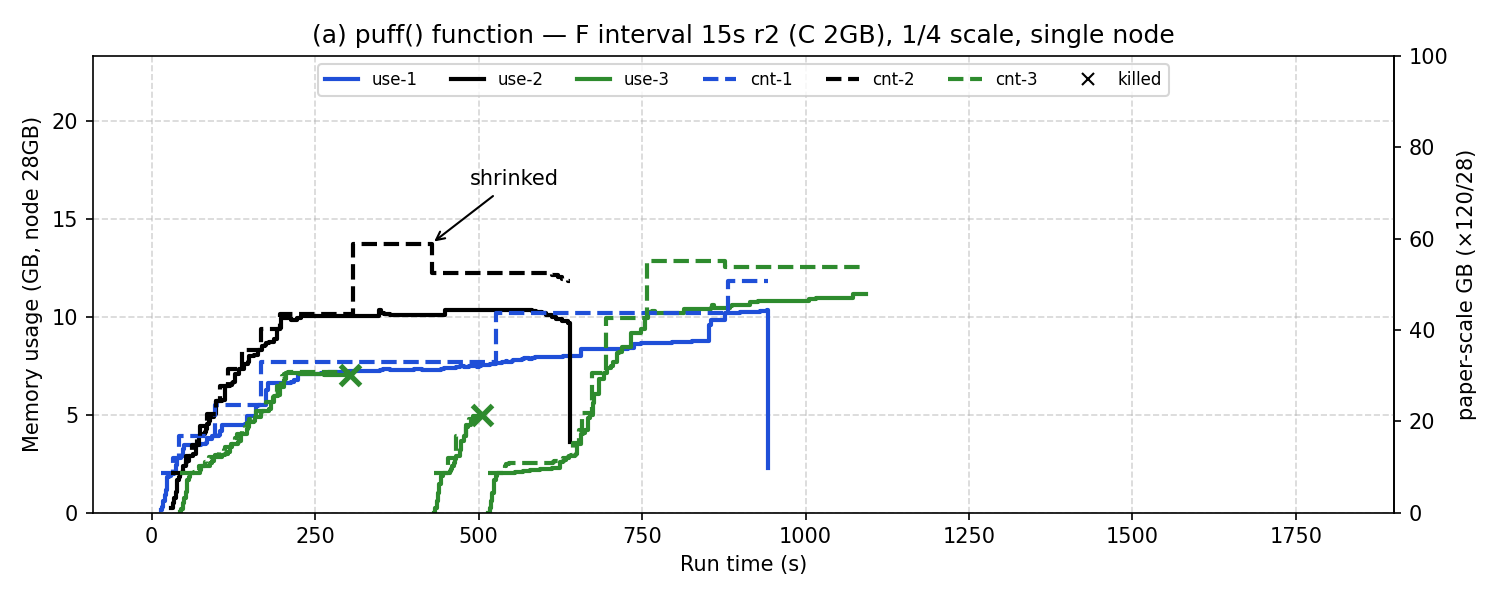 (a) puff() function — F interval 15s r2 (C 2GB), 1/4 scale, single node
use-1 use-2 use-3 cnt-1 cnt-2 cnt-3 killed
shrinked
Memory usage (GB, node 28GB)
20
15
10
5
0
100
80
60
40
20
0
paper-scale GB (×120/28)
0 250 500 750 1000 1250 1500 1750
Run time (s)